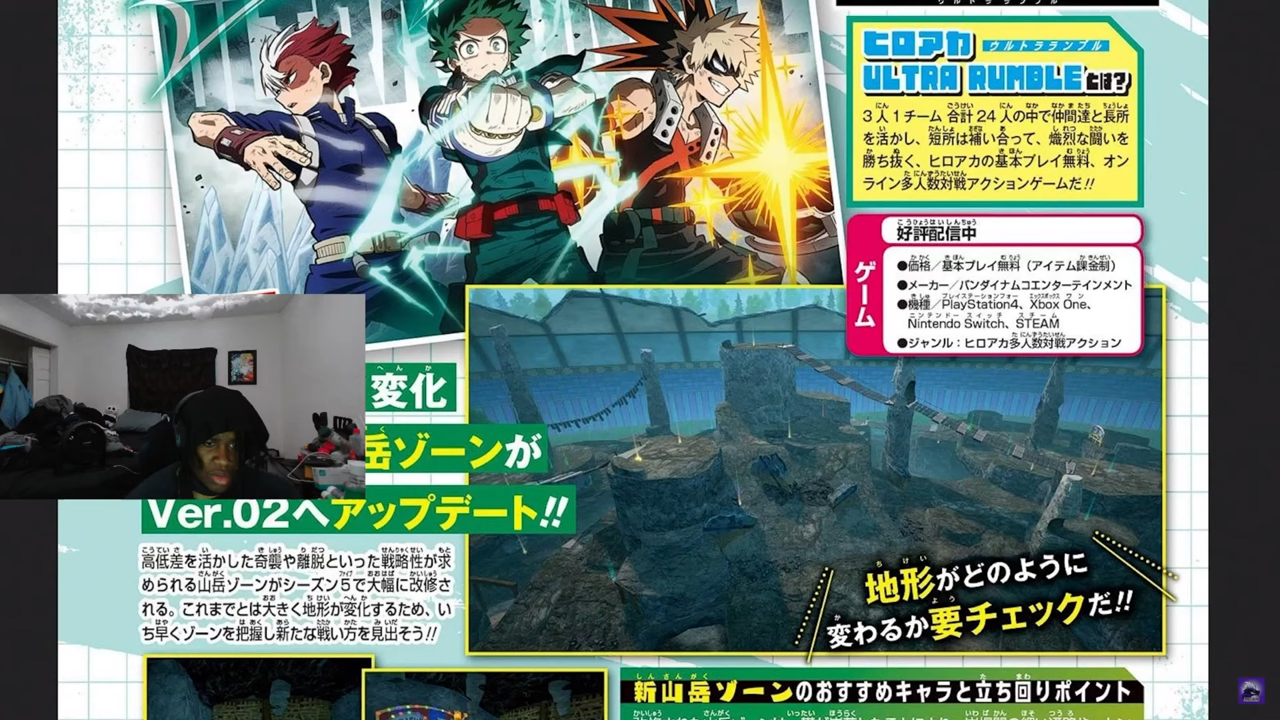 ヒロアカ ウルトラランブル
ULTRA RUMBLEとは?
3人1チーム 合計24人の中で仲間達と長所
を活かし、短所は補い合って、熾烈な闘いを
勝ち抜く、ヒロアカの基本プレイ無料、オン
ライン多人数対戦アクションゲームだ!!
ゲーム
好評配信中
●価格/基本プレイ無料(アイテム課金制)
●メーカー/バンダイナムコエンターテインメント
●機種/PlayStation4、Xbox One、
Nintendo Switch、STEAM
●ジャンル:ヒロアカ多人数対戦アクション
変化
岳ゾーンが
Ver.02へアップデート!!
高低差を活かした奇襲や離脱といった戦略性が求
められる山岳ゾーンがシーズン5で大幅に改修さ
れる。これまでとは大きく地形が変化するため、い
ち早くゾーンを把握し新たな戦い方を見出そう!!
地形がどのように
変わるか要チェックだ!!
新山岳ゾーンのおすすめキャラと立ち回りポイント